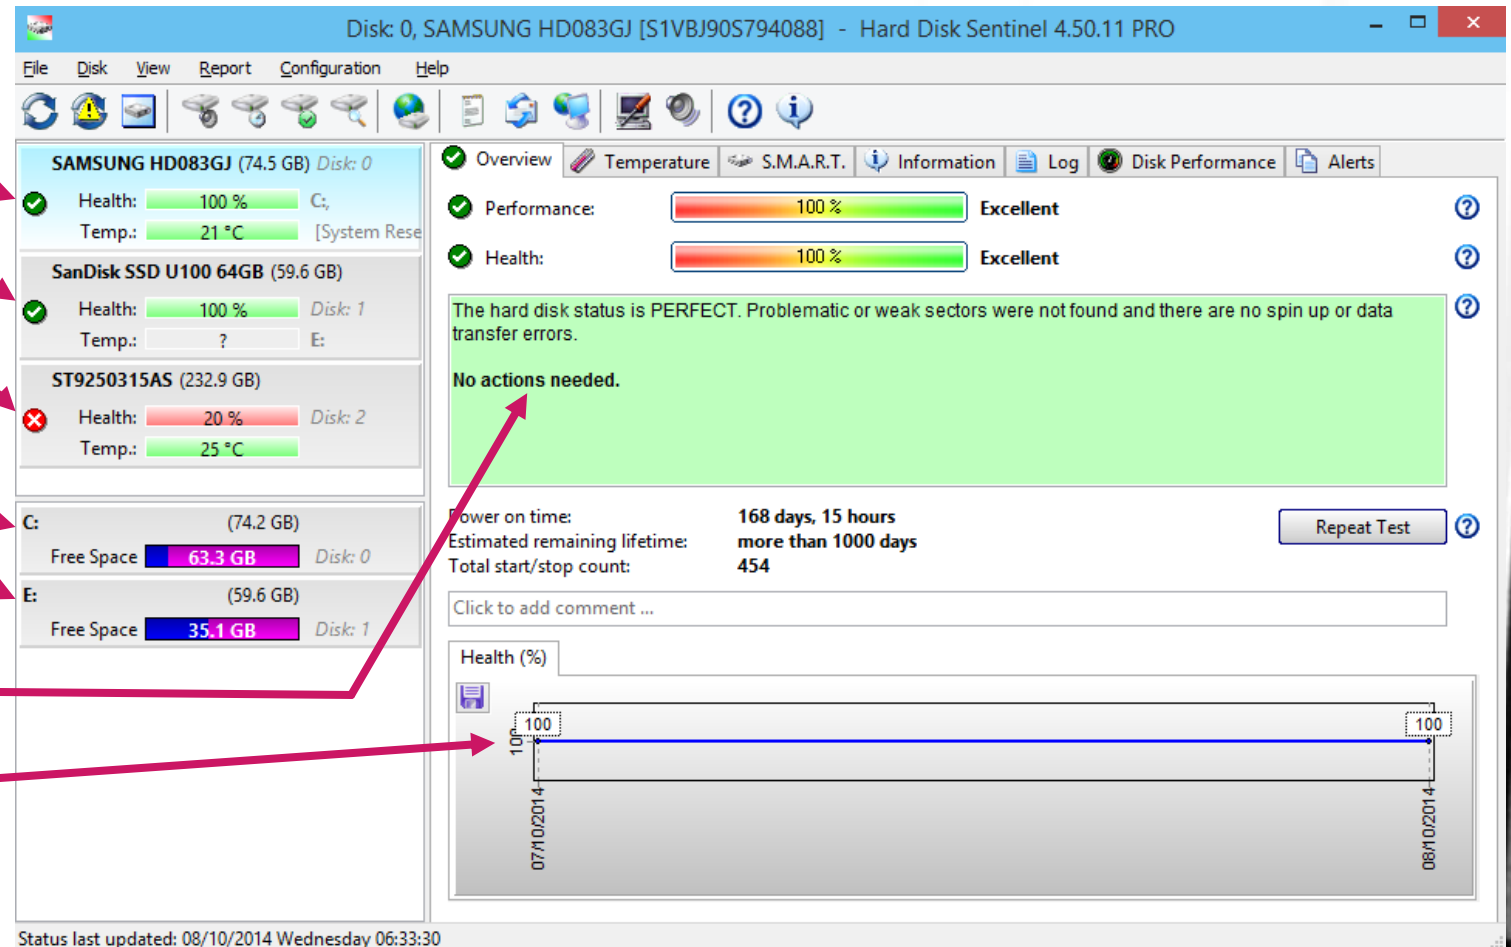 Disk: 0, SAMSUNG HD083GJ [S1VBJ90S794088] - Hard Disk Sentinel 4.50.11 PRO
File Disk View Report Configuration Help
SAMSUNG HD083GJ (74.5 GB) Disk: 0
Health: 100 % C:,
Temp.: 21 °C [System Rese
SanDisk SSD U100 64GB (59.6 GB)
Health: 100 % Disk: 1
Temp.: ? E:
ST9250315AS (232.9 GB)
Health: 20 % Disk: 2
Temp.: 25 °C
C: (74.2 GB)
Free Space 63.3 GB Disk: 0
E: (59.6 GB)
Free Space 35.1 GB Disk: 1
Overview Temperature S.M.A.R.T. Information Log Disk Performance Alerts
Performance: 100 % Excellent
Health: 100 % Excellent
The hard disk status is PERFECT. Problematic or weak sectors were not found and there are no spin up or data
transfer errors.
No actions needed.
Power on time: 168 days, 15 hours
Estimated remaining lifetime: more than 1000 days
Total start/stop count: 454
Repeat Test
Click to add comment ...
Health (%)
100
100 100
07/10/2014 08/10/2014
Status last updated: 08/10/2014 Wednesday 06:33:30